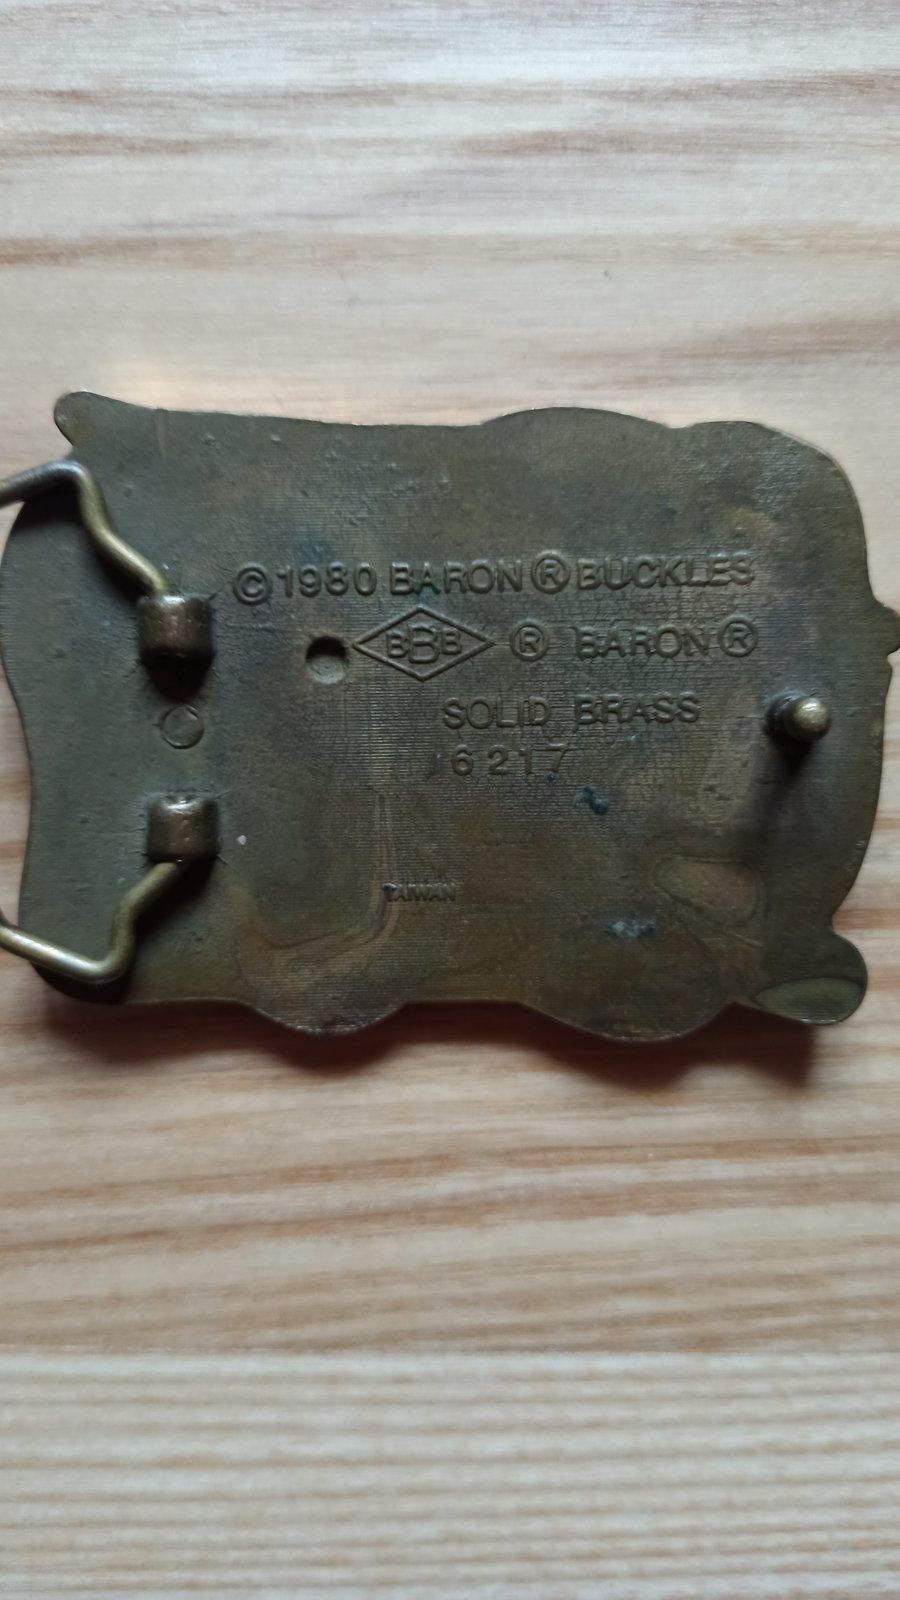 ©1980 BARON® BUCKLES
BBB ® BARON®
SOLID BRASS
6217
TAIWAN